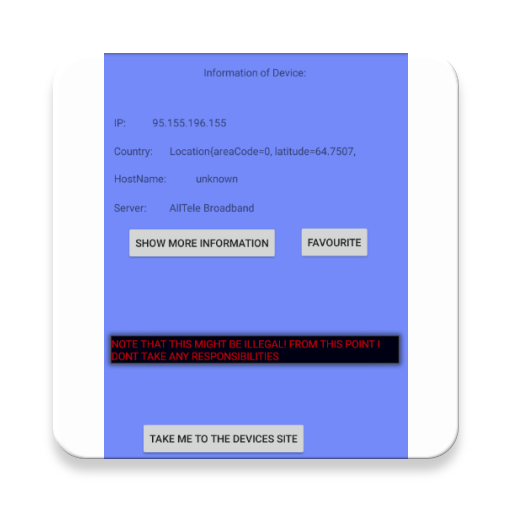 Information of Device:
IP: 95.155.196.155
Country: Location{areaCode=0, latitude=64.7507,
HostName: unknown
Server: AllTele Broadband
SHOW MORE INFORMATION FAVOURITE
NOTE THAT THIS MIGHT BE ILLEGAL! FROM THIS POINT I
DONT TAKE ANY RESPONSIBILITIES
TAKE ME TO THE DEVICES SITE